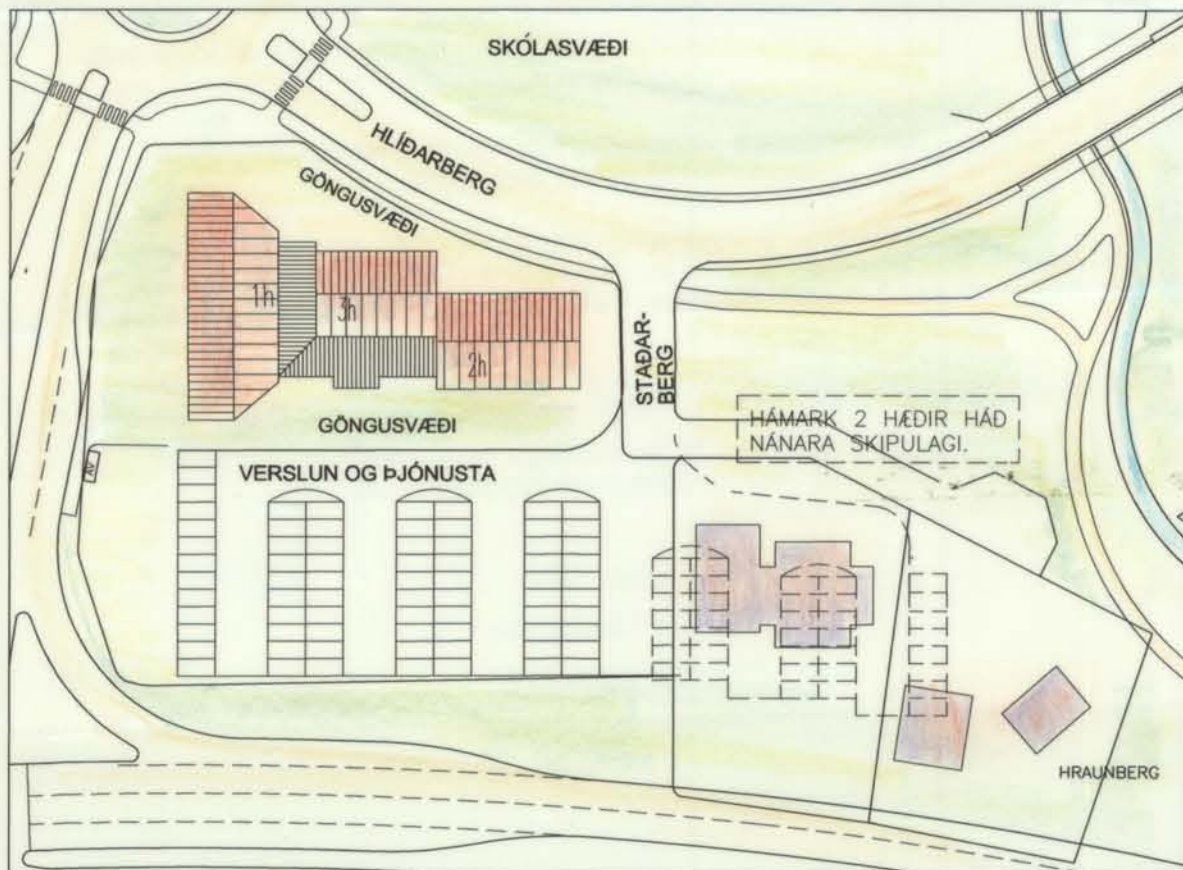 SKÓLASVÆÐI
HLÍÐARBERG
GÖNGUSVÆÐI
1h
3h
2h
STAÐAR-
BERG
GÖNGUSVÆÐI
HÁMARK 2 HÆÐIR HÁÐ
NÁNARA SKIPULAGI.
VERSLUN OG ÞJÓNUSTA
HRAUNBERG